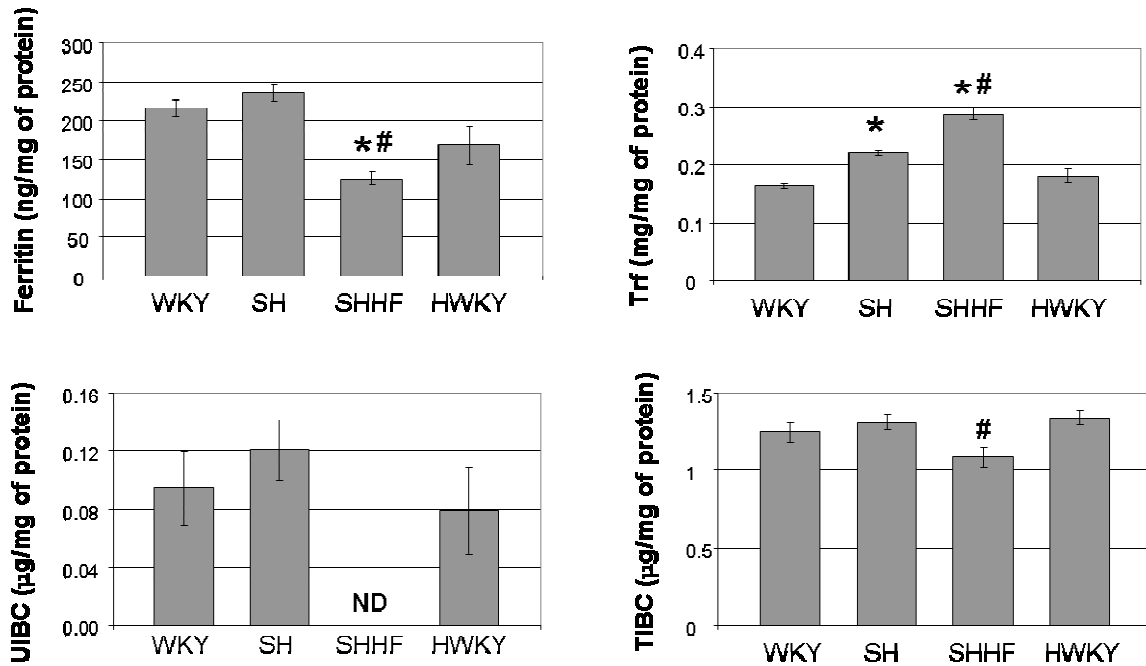 Ferritin (ng/mg of protein)
300
250
200
150
100
50
0
*#
WKY SH SHHF HWKY
Trf (mg/mg of protein)
0.4
0.3
0.2
0.1
0
*
*#
WKY SH SHHF HWKY
UIBC (µg/mg of protein)
0.16
0.12
0.08
0.04
0.00
ND
WKY SH SHHF HWKY
TIBC (µg/mg of protein)
1.5
1
0.5
0
#
WKY SH SHHF HWKY